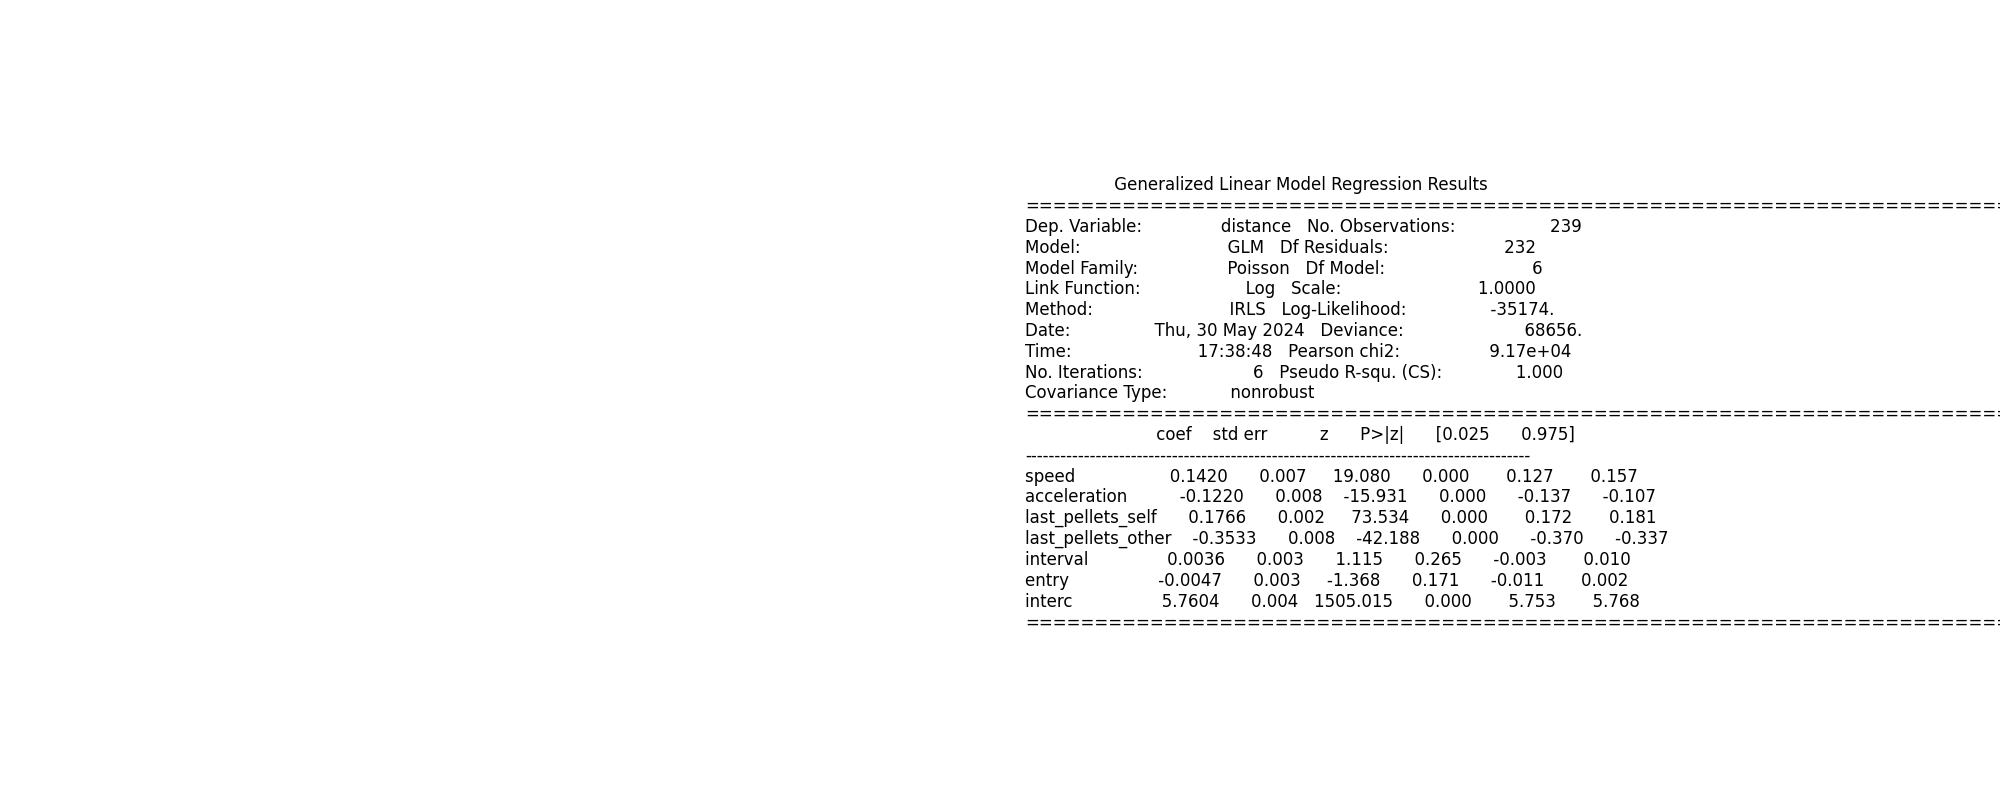 Generalized Linear Model Regression Results
==============================================================================
Dep. Variable: distance No. Observations: 239
Model: GLM Df Residuals: 232
Model Family: Poisson Df Model: 6
Link Function: Log Scale: 1.0000
Method: IRLS Log-Likelihood: -35174.
Date: Thu, 30 May 2024 Deviance: 68656.
Time: 17:38:48 Pearson chi2: 9.17e+04
No. Iterations: 6 Pseudo R-squ. (CS): 1.000
Covariance Type: nonrobust
==============================================================================
coef std err z P>|z| [0.025 0.975]
--------------------------------------------------------------------------------------
speed 0.1420 0.007 19.080 0.000 0.127 0.157
acceleration -0.1220 0.008 -15.931 0.000 -0.137 -0.107
last_pellets_self 0.1766 0.002 73.534 0.000 0.172 0.181
last_pellets_other -0.3533 0.008 -42.188 0.000 -0.370 -0.337
interval 0.0036 0.003 1.115 0.265 -0.003 0.010
entry -0.0047 0.003 -1.368 0.171 -0.011 0.002
interc 5.7604 0.004 1505.015 0.000 5.753 5.768
==============================================================================